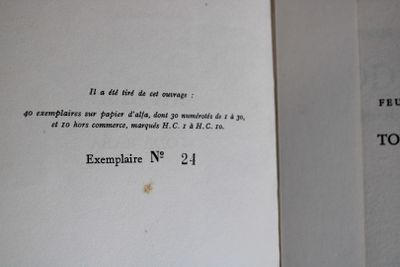 Il a été tiré de cet ouvrage :
40 exemplaires sur papier d'alfa, dont 30 numérotés de 1 à 30,
et 10 hors commerce, marqués H.C. 1 à H.C. 10.
Exemplaire Nº 24
FEU
TO